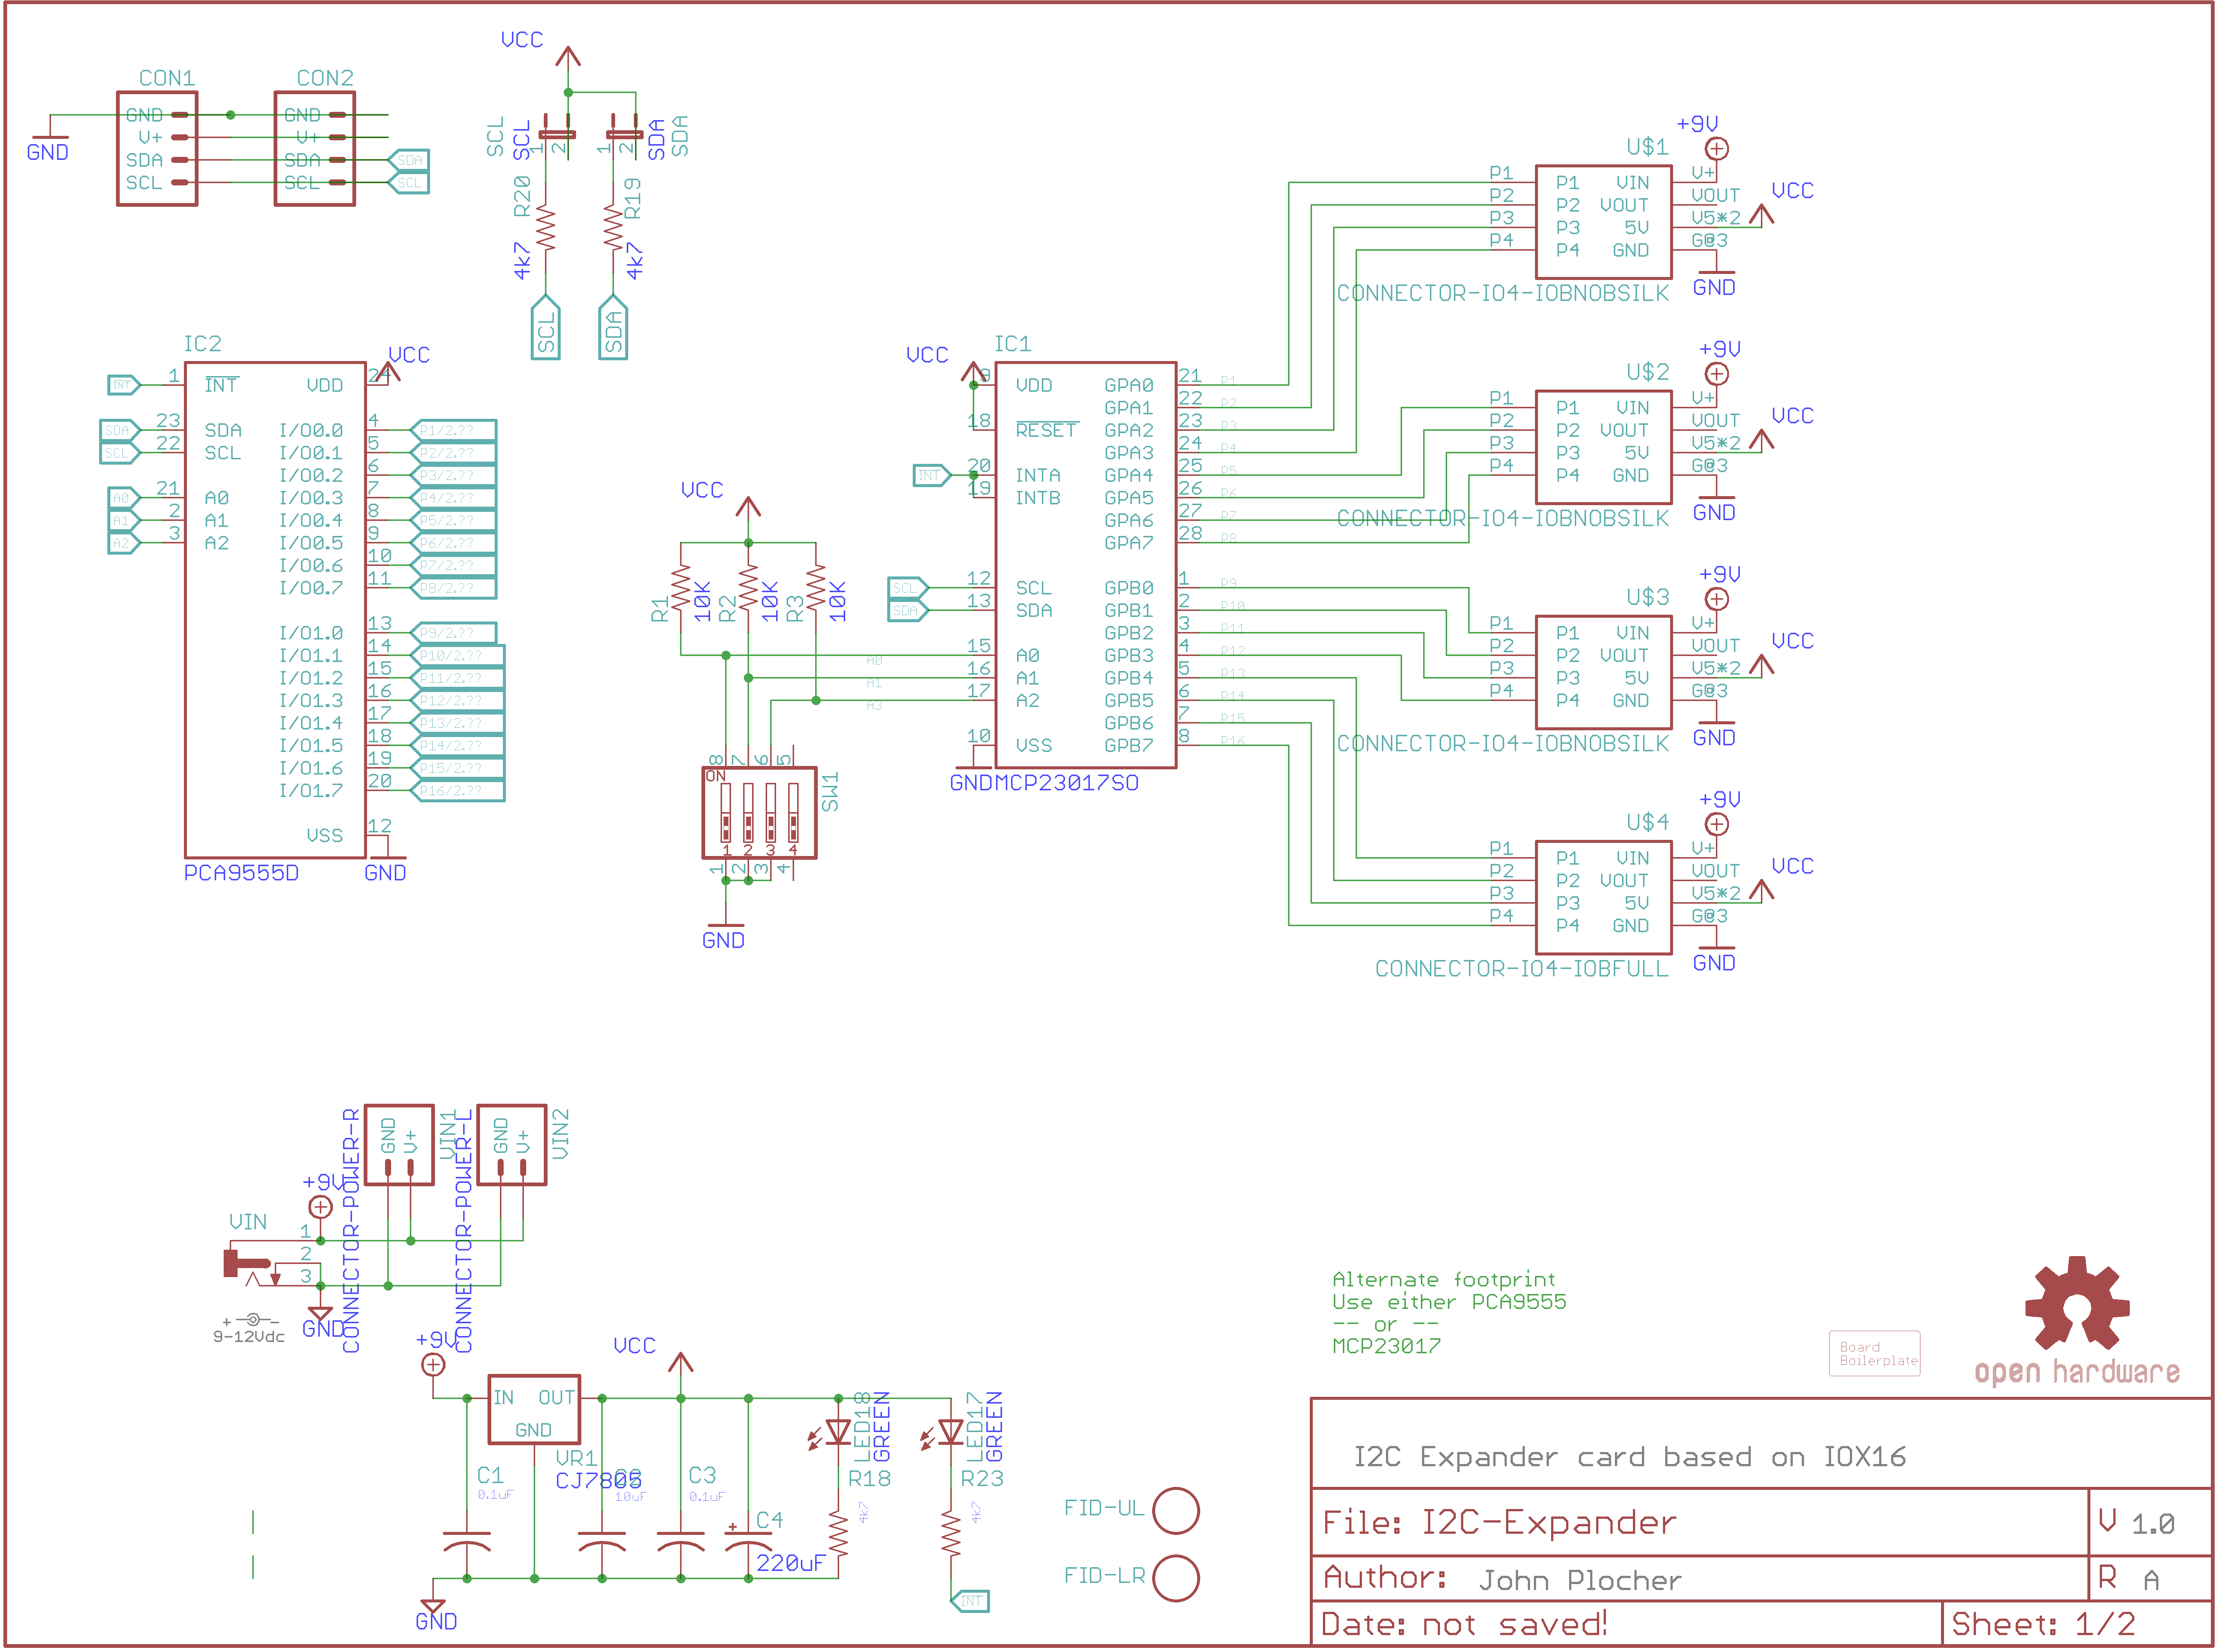 VCC
CON1
CON2
GND
V+
SDA
SCL
GND
V+
SDA
SCL
SDA
SCL
GND
SCL
SCL
1
2
SDA
SDA
1
2
R20
4k7
R19
4k7
SCL
SDA
IC2
VCC
INT
1
INT
VDD
24
SDA
23
SDA
I/O0.0
4
P1/2.??
SCL
22
SCL
I/O0.1
5
P2/2.??
I/O0.2
6
P3/2.??
A0
21
A0
I/O0.3
7
P4/2.??
A1
2
A1
I/O0.4
8
P5/2.??
A2
3
A2
I/O0.5
9
P6/2.??
I/O0.6
10
P7/2.??
I/O0.7
11
P8/2.??
I/O1.0
13
P9/2.??
I/O1.1
14
P10/2.??
I/O1.2
15
P11/2.??
I/O1.3
16
P12/2.??
I/O1.4
17
P13/2.??
I/O1.5
18
P14/2.??
I/O1.6
19
P15/2.??
I/O1.7
20
P16/2.??
VSS
12
PCA9555D
GND
VCC
R1
10K
R2
10K
R3
10K
A0
A1
A3
8
7
6
5
ON
1
2
3
4
SW1
1
2
3
4
GND
VCC
IC1
9
VDD
GPA0
21
P1
GPA1
22
P2
18
RESET
GPA2
23
P3
GPA3
24
P4
INT
20
INTA
GPA4
25
P5
19
INTB
GPA5
26
P6
GPA6
27
P7
GPA7
28
P8
SCL
12
SCL
GPB0
1
P9
SDA
13
SDA
GPB1
2
P10
GPB2
3
P11
15
A0
GPB3
4
P12
16
A1
GPB4
5
P13
17
A2
GPB5
6
P14
GPB6
7
P15
10
VSS
GPB7
8
P16
GND
MCP23017SO
+9V
U$1
P1
P1
VIN
V+
VCC
P2
P2
VOUT
VOUT
P3
P3
5V
V5*2
P4
P4
GND
G@3
GND
CONNECTOR-IO4-IOBNOBSILK
+9V
U$2
P1
P1
VIN
V+
VCC
P2
P2
VOUT
VOUT
P3
P3
5V
V5*2
P4
P4
GND
G@3
GND
CONNECTOR-IO4-IOBNOBSILK
+9V
U$3
P1
P1
VIN
V+
VCC
P2
P2
VOUT
VOUT
P3
P3
5V
V5*2
P4
P4
GND
G@3
GND
CONNECTOR-IO4-IOBNOBSILK
+9V
U$4
P1
P1
VIN
V+
VCC
P2
P2
VOUT
VOUT
P3
P3
5V
V5*2
P4
P4
GND
G@3
GND
CONNECTOR-IO4-IOBFULL
CONNECTOR-POWER-R
GND
V+
VIN1
CONNECTOR-POWER-L
GND
V+
VIN2
+9V
VIN
1
2
3
+ -
9-12Vdc
GND
+9V
VCC
IN
OUT
GND
VR1
CJ7805
C1
0.1uF
C2
10uF
C3
0.1uF
C4
+
220uF
LED18
GREEN
R18
4k7
LED17
GREEN
R23
4k7
INT
GND
FID-UL
FID-LR
Alternate footprint
Use either PCA9555
-- or --
MCP23017
Board
Boilerplate
open hardware
I2C Expander card based on IOX16
File: I2C-Expander
V 1.0
Author: John Plocher
R A
Date: not saved!
Sheet: 1/2